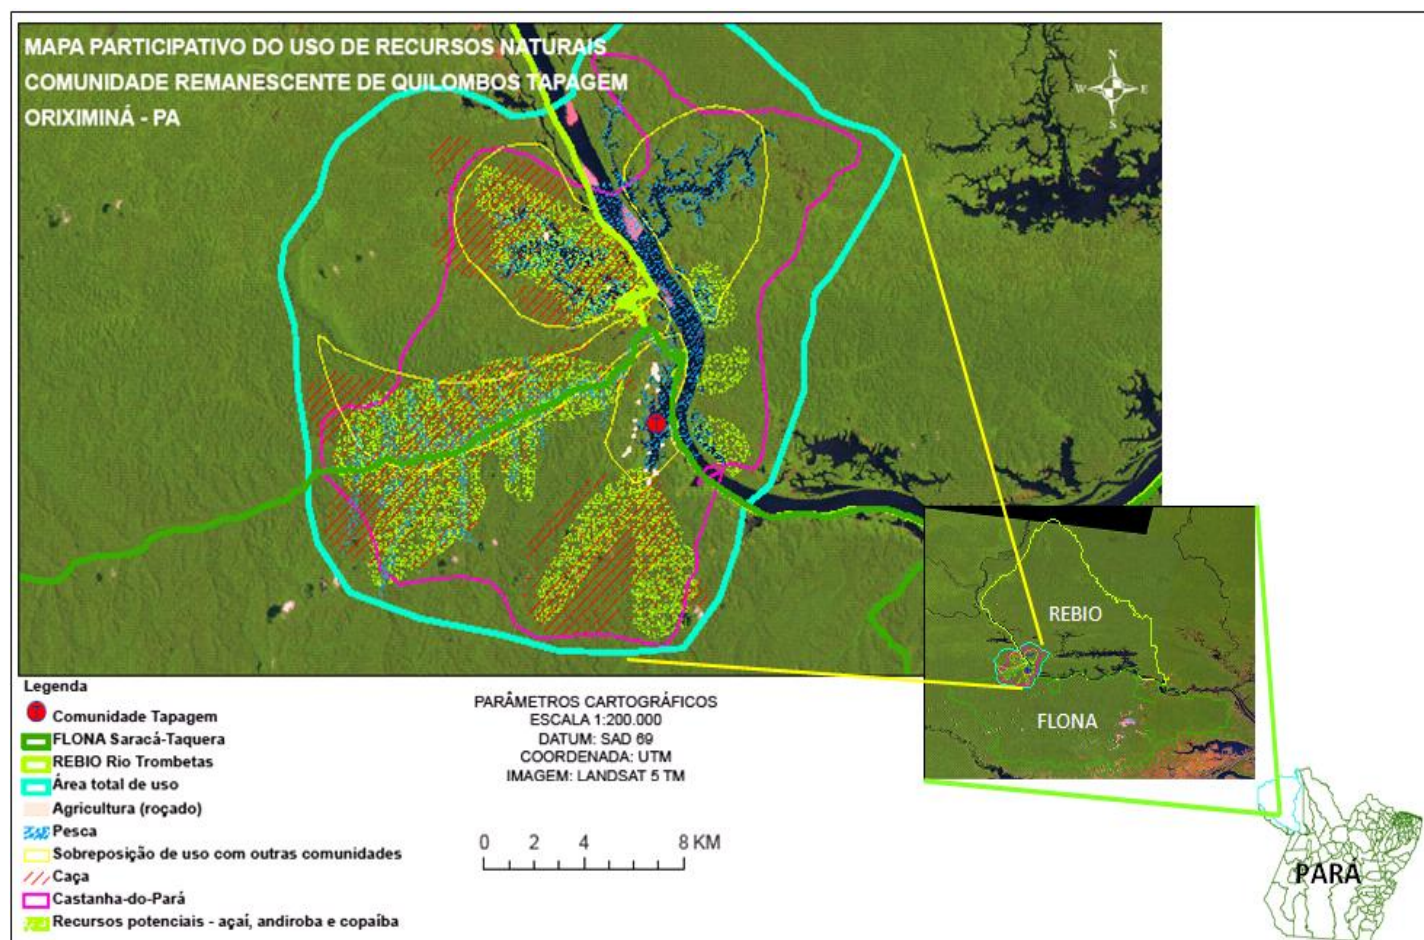 MAPA PARTICIPATIVO DO USO DE RECURSOS NATURAIS
COMUNIDADE REMANESCENTE DE QUILOMBOS TAPAGEM
ORIXIMINÁ - PA
N
W E
S
REBIO
FLONA
PARÁ
Legenda
Comunidade Tapagem
FLONA Saracá-Taquera
REBIO Rio Trombetas
Área total de uso
Agricultura (roçado)
Pesca
Sobreposição de uso com outras comunidades
Caça
Castanha-do-Pará
Recursos potenciais - açaí, andiroba e copaíba
PARÂMETROS CARTOGRÁFICOS
ESCALA 1:200.000
DATUM: SAD 69
COORDENADA: UTM
IMAGEM: LANDSAT 5 TM
0 2 4 8 KM